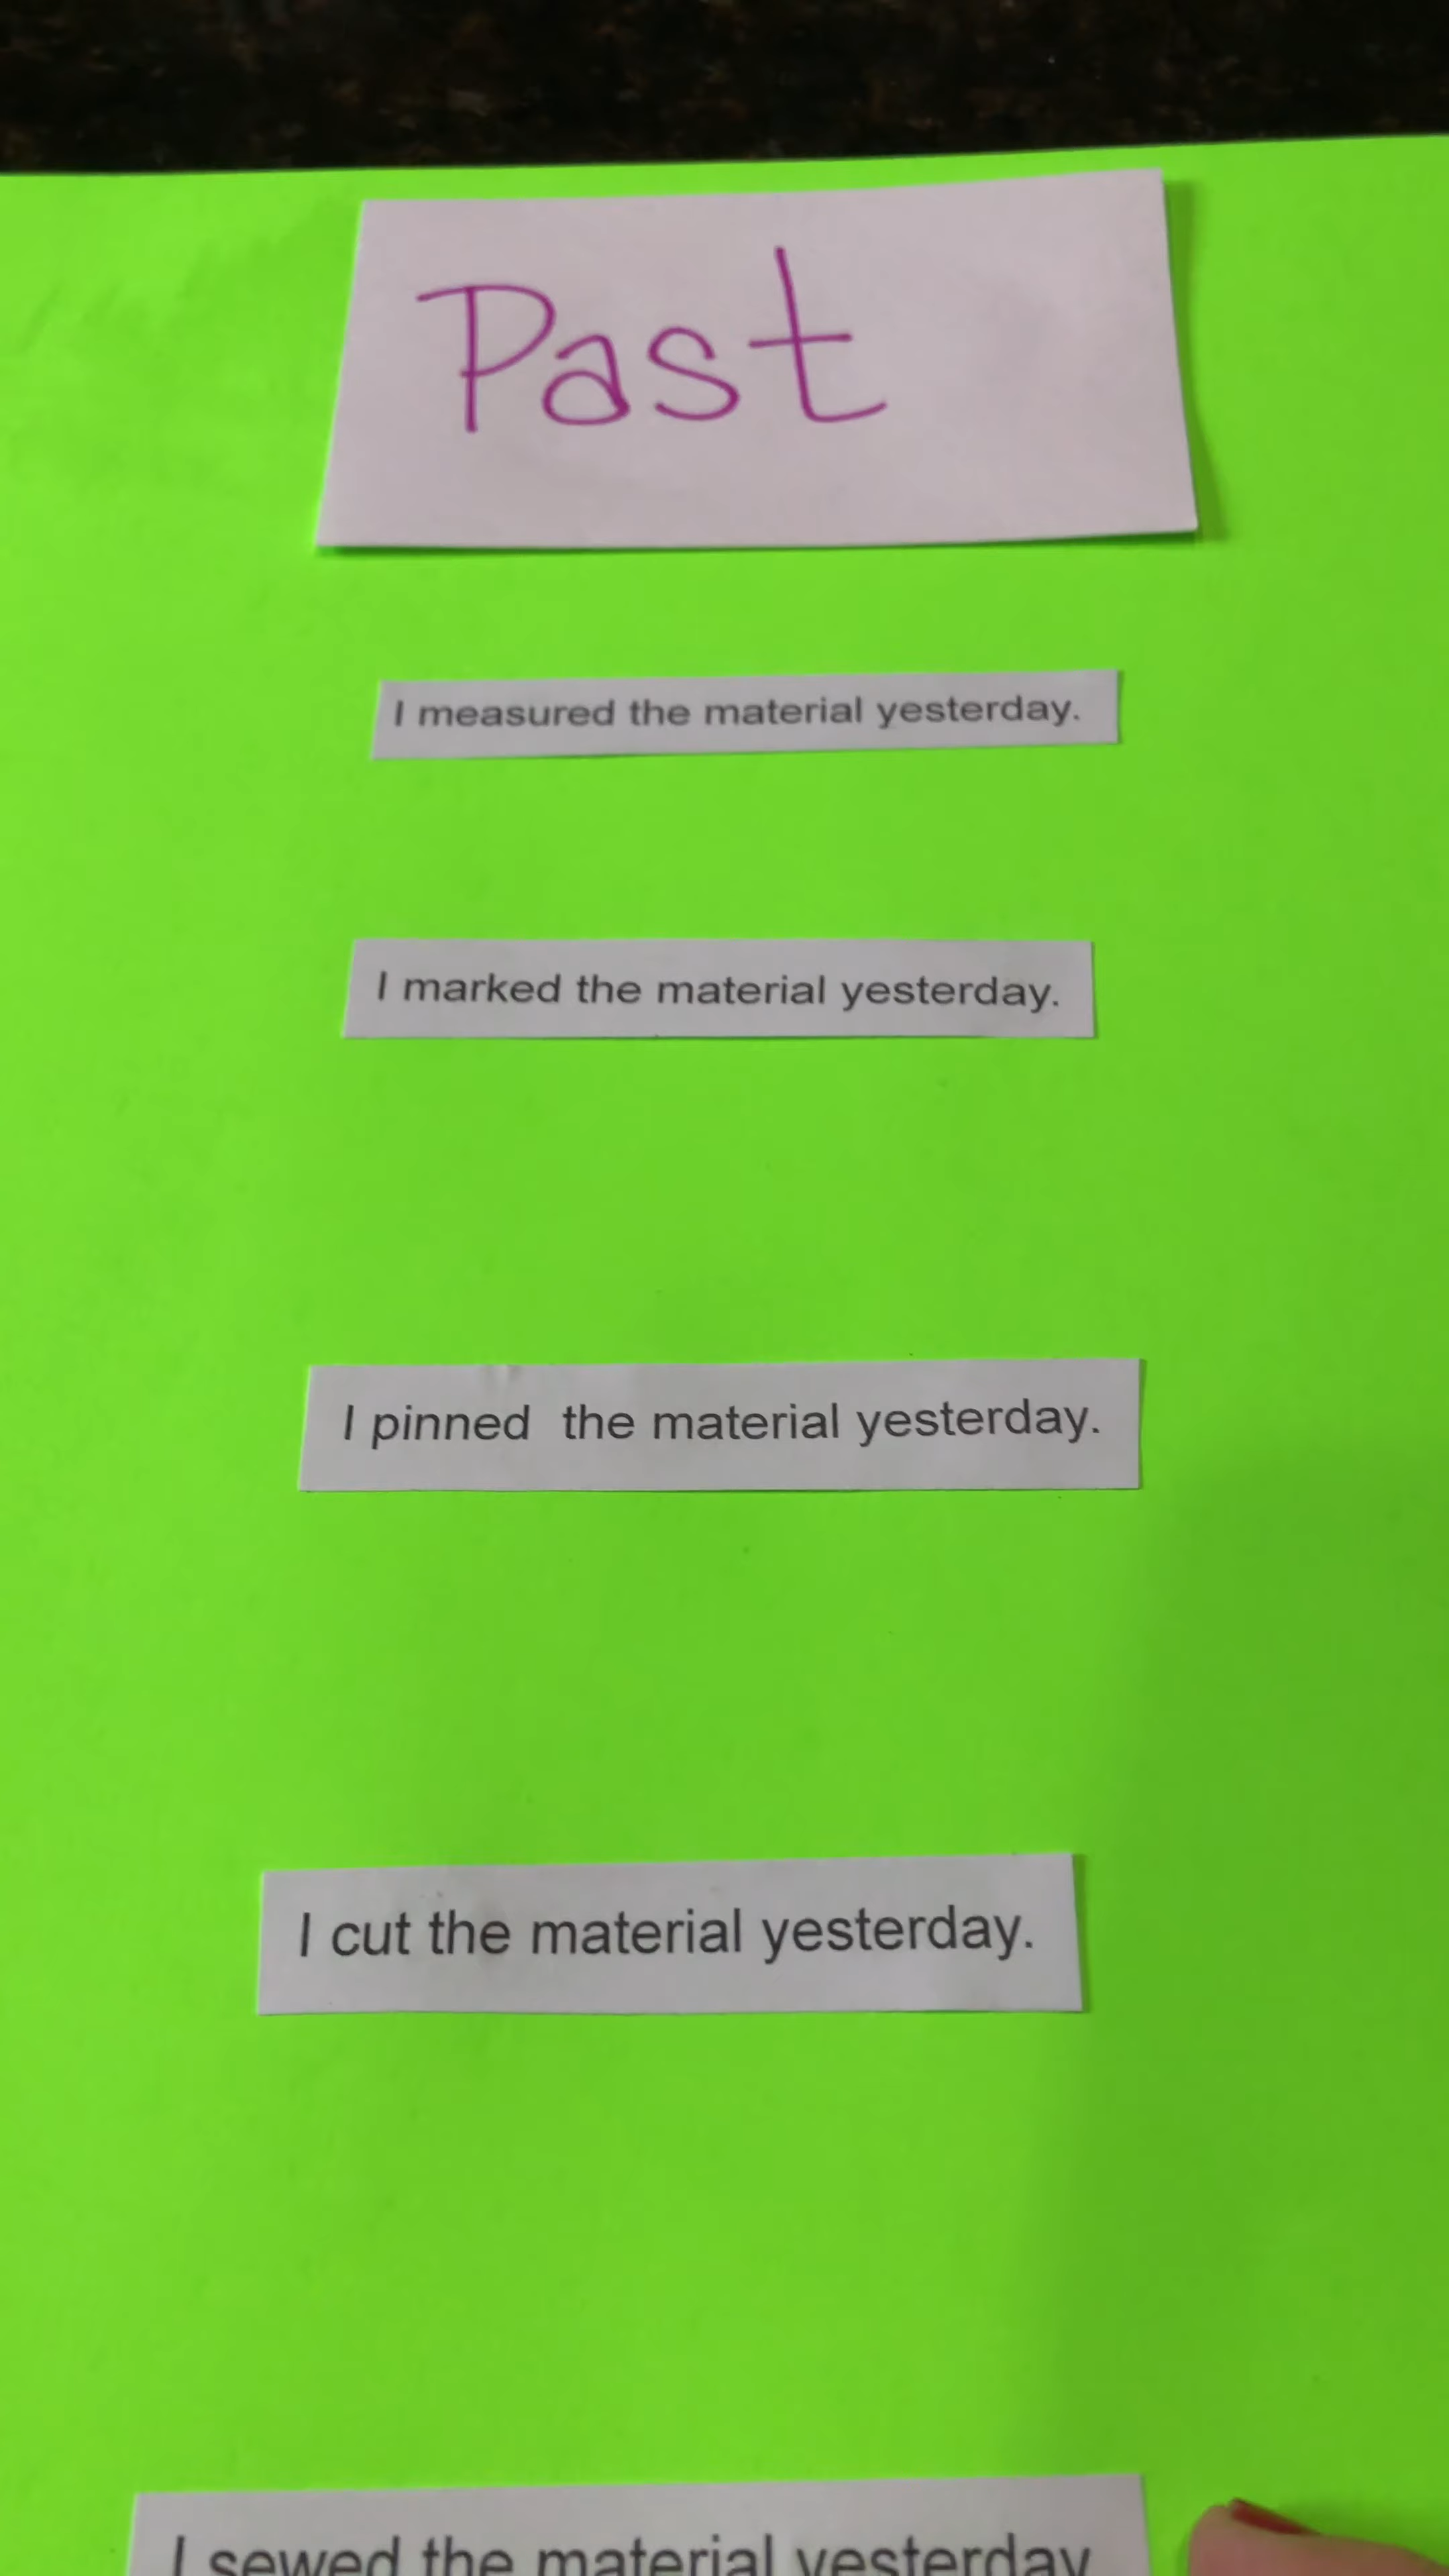 Past
I measured the material yesterday.
I marked the material yesterday.
I pinned  the material yesterday.
I cut the material yesterday.
I sewed the material yesterday